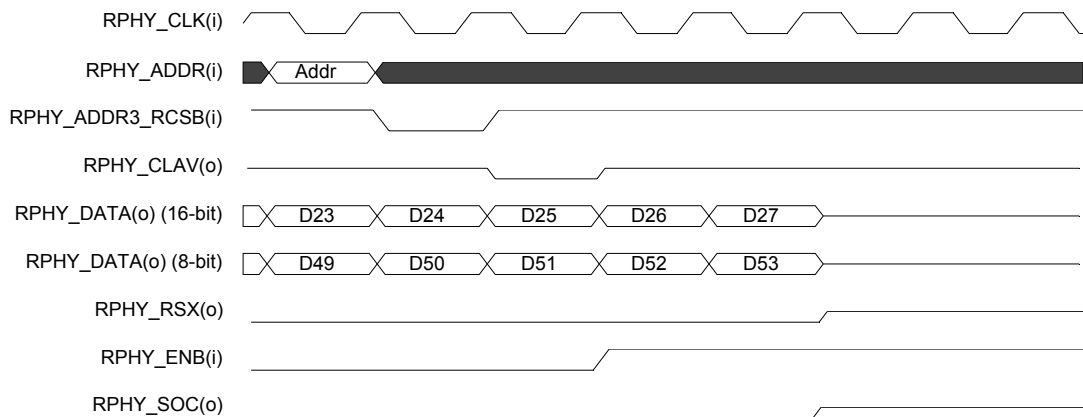 RPHY_CLK(i)
RPHY_ADDR(i)
Addr
RPHY_ADDR3_RCSB(i)
RPHY_CLAV(o)
RPHY_DATA(o) (16-bit)
D23 D24 D25 D26 D27
RPHY_DATA(o) (8-bit)
D49 D50 D51 D52 D53
RPHY_RSX(o)
RPHY_ENB(i)
RPHY_SOC(o)